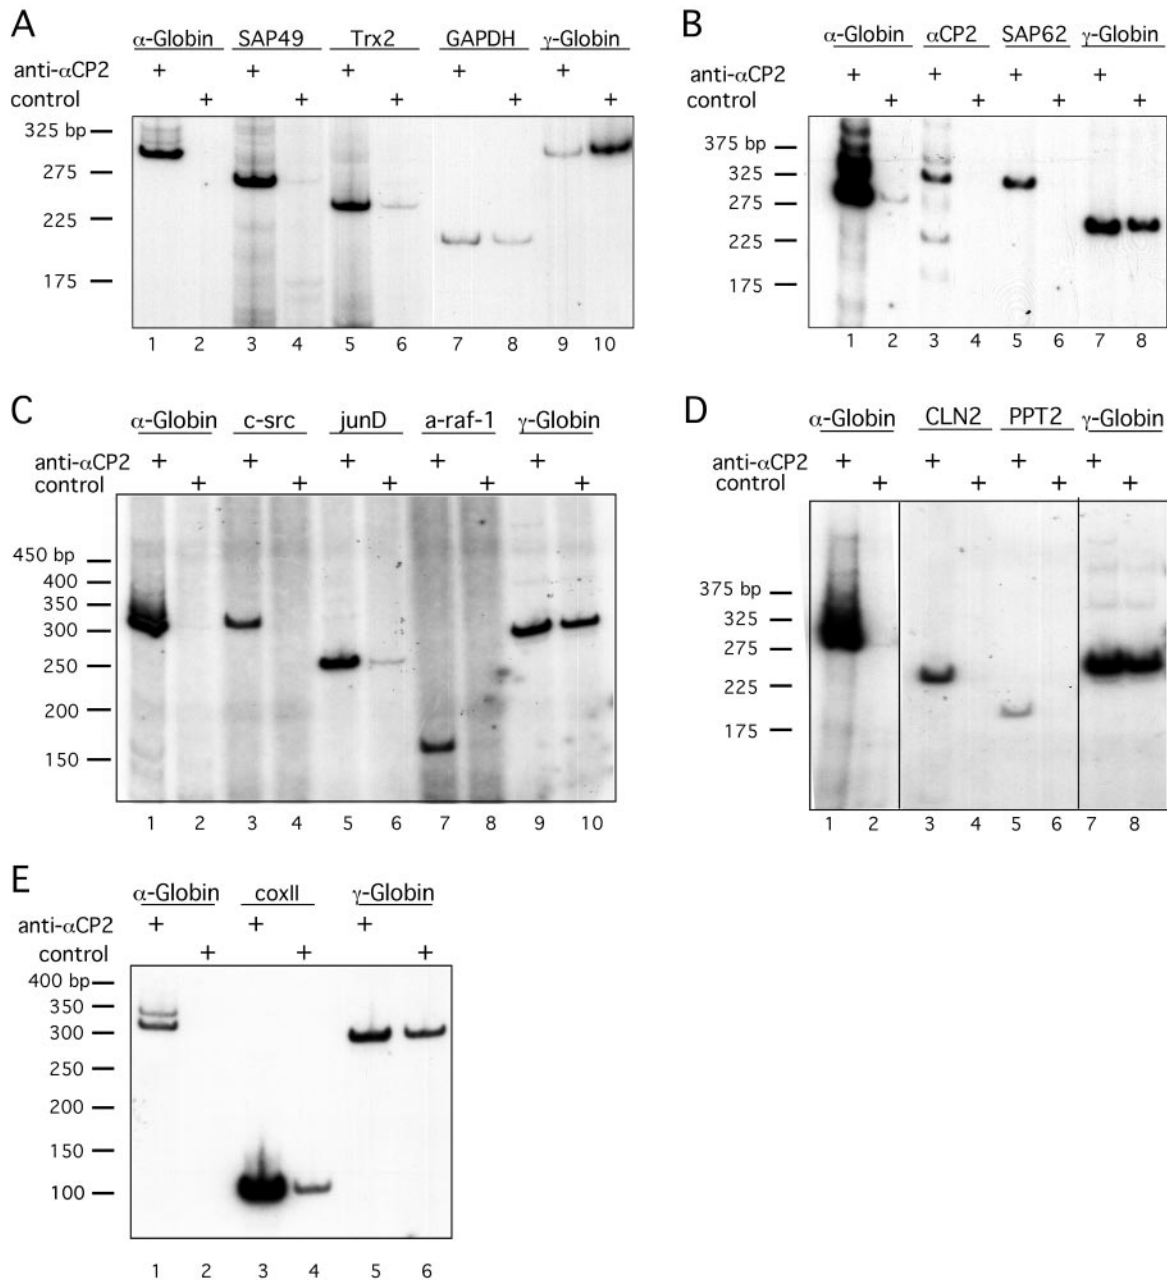 A
α-Globin SAP49 Trx2 GAPDH γ-Globin
anti-αCP2 + + + + +
control + + + + +
325 bp
275
225
175
1 2 3 4 5 6 7 8 9 10
B
α-Globin αCP2 SAP62 γ-Globin
anti-αCP2 + + + +
control + + + +
375 bp
325
275
225
175
1 2 3 4 5 6 7 8
C
α-Globin c-src junD a-raf-1 γ-Globin
anti-αCP2 + + + + +
control + + + + +
450 bp
400
350
300
250
200
150
1 2 3 4 5 6 7 8 9 10
D
α-Globin CLN2 PPT2 γ-Globin
anti-αCP2 + + + +
control + + + +
375 bp
325
275
225
175
1 2 3 4 5 6 7 8
E
α-Globin coxII γ-Globin
anti-αCP2 + + +
control + + +
400 bp
350
300
250
200
150
100
1 2 3 4 5 6